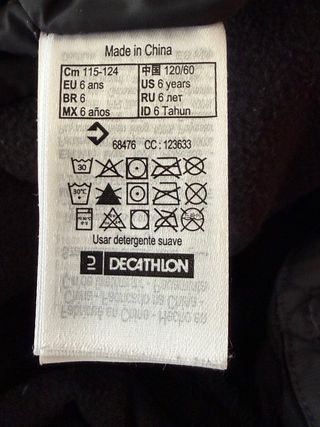 Made in China
Cm 115-124 中国 120/60
EU 6 ans US 6 years
BR 6 RU 6 лет
MX 6 años ID 6 Tahun
68476 CC : 123633
30
30°C
Usar detergente suave
DECATHLON